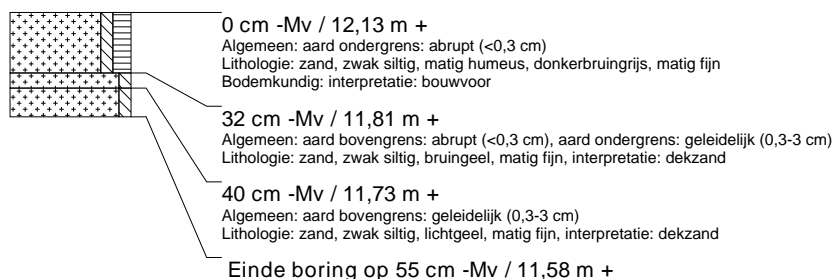 0 cm -Mv / 12,13 m +
Algemeen: aard ondergrens: abrupt (<0,3 cm)
Lithologie: zand, zwak siltig, matig humeus, donkerbruingrijs, matig fijn
Bodemkundig: interpretatie: bouwvoor
32 cm -Mv / 11,81 m +
Algemeen: aard bovengrens: abrupt (<0,3 cm), aard ondergrens: geleidelijk (0,3-3 cm)
Lithologie: zand, zwak siltig, bruingeel, matig fijn, interpretatie: dekzand
40 cm -Mv / 11,73 m +
Algemeen: aard bovengrens: geleidelijk (0,3-3 cm)
Lithologie: zand, zwak siltig, lichtgeel, matig fijn, interpretatie: dekzand
Einde boring op 55 cm -Mv / 11,58 m +